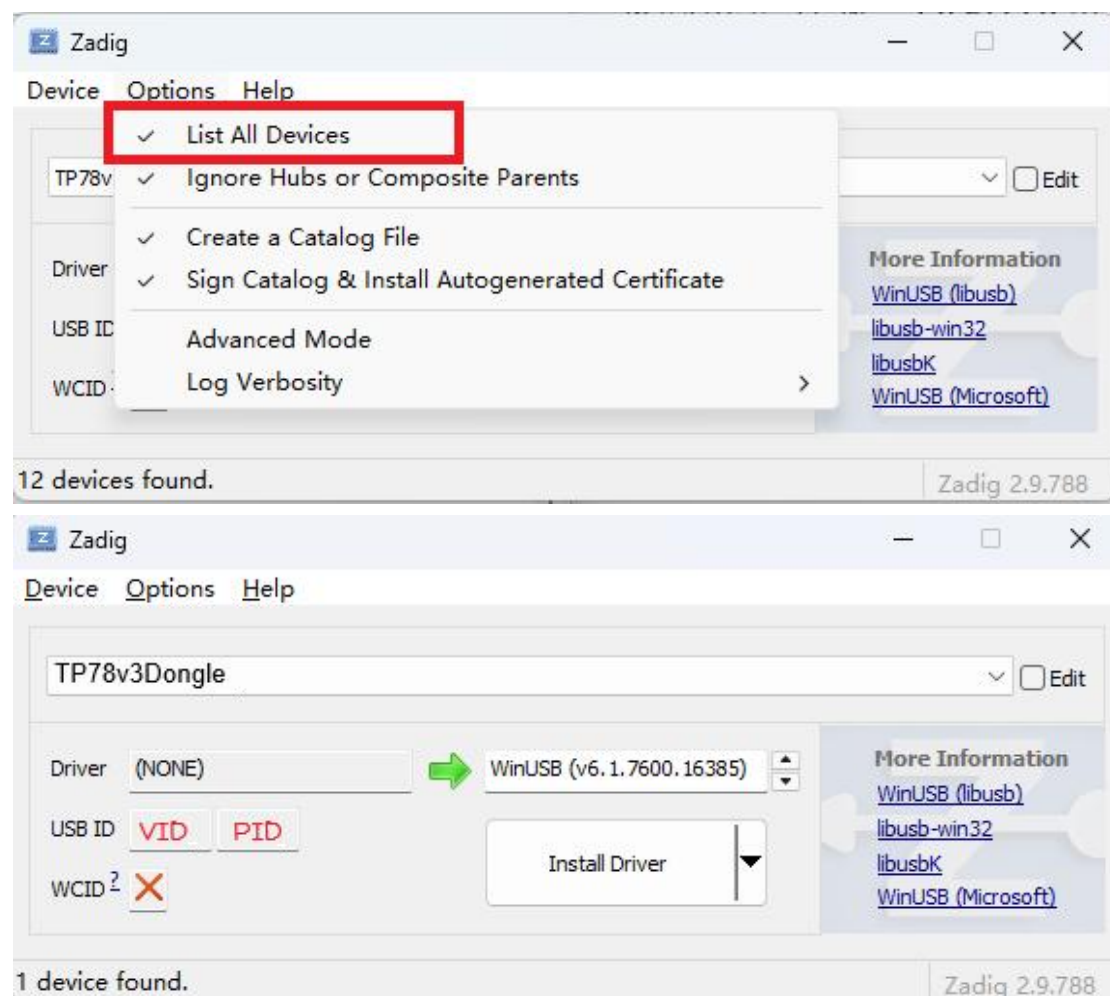 Zadig
Device Options Help
List All Devices
TP78v Ignore Hubs or Composite Parents Edit
Create a Catalog File
Driver Sign Catalog & Install Autogenerated Certificate
More Information
WinUSB (libusb)
USB ID Advanced Mode libusb-win32
WCID Log Verbosity libusbK
WinUSB (Microsoft)
12 devices found. Zadig 2.9.788
Zadig
Device Options Help
TP78v3Dongle Edit
Driver (NONE) WinUSB (v6.1.7600.16385)
More Information
WinUSB (libusb)
USB ID VID PID libusb-win32
WCID ? Install Driver libusbK
WinUSB (Microsoft)
1 device found. Zadig 2.9.788